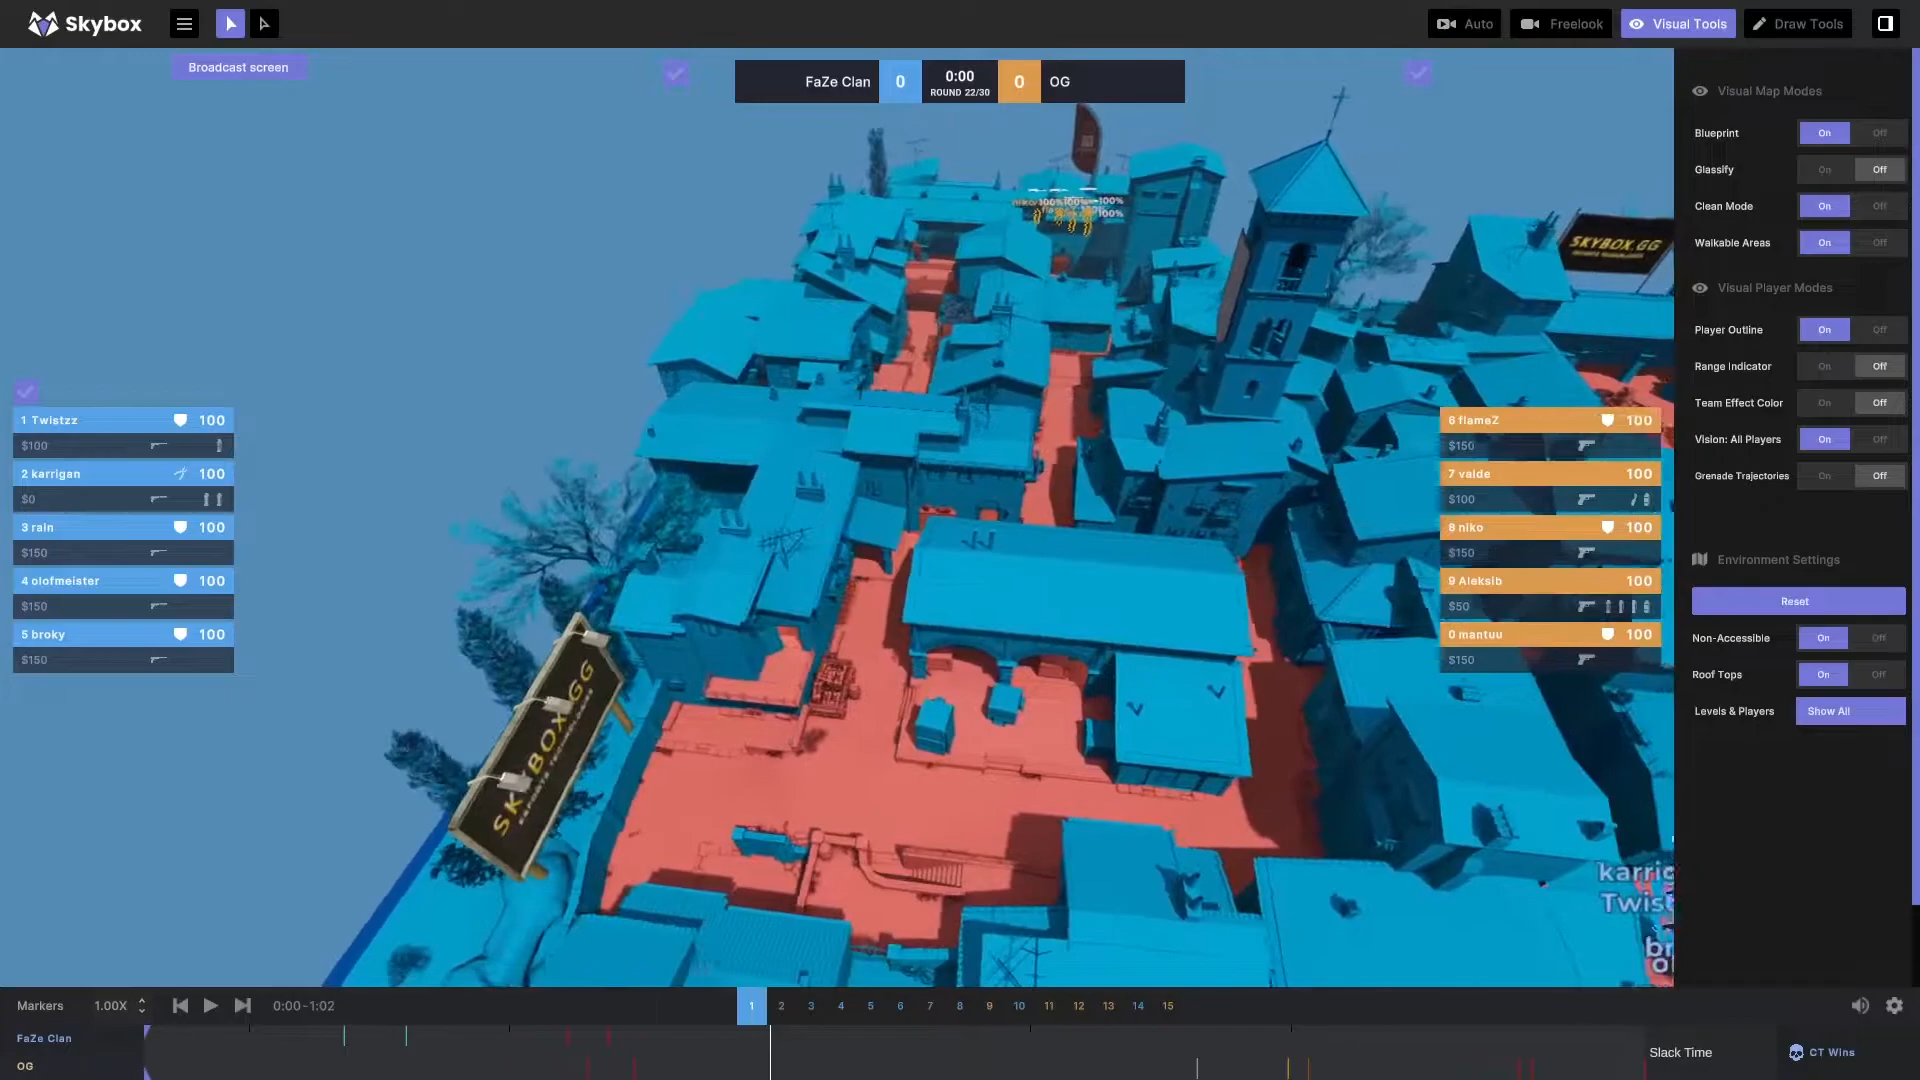 Skybox
Auto
Freelook
Visual Tools
Draw Tools
Broadcast screen
FaZe Clan 0 0:00 0 OG
ROUND 22/30
Visual Map Modes
Blueprint On Off
Glassify On Off
Clean Mode On Off
Walkable Areas On Off
Visual Player Modes
Player Outline On Off
Range Indicator On Off
Team Effect Color On Off
Vision: All Players On Off
Grenade Trajectories On Off
Environment Settings
Reset
Non-Accessible On Off
Roof Tops On Off
Levels & Players Show All
SKYBOX.GG
1 Twistzz 100
$100
2 karrigan 100
$0
3 rain 100
$150
4 olofmeister 100
$150
5 broky 100
$150
6 flameZ 100
$150
7 valde 100
$100
8 niko 100
$150
9 Aleksib 100
$50
0 mantuu 100
$150
SKYBOX.GG
ESPORTS TECHNOLOGIES
karri
Twis
br
Markers 1.00X 0:00 - 1:02
1 2 3 4 5 6 7 8 9 10 11 12 13 14 15
FaZe Clan
OG
Slack Time
CT Wins